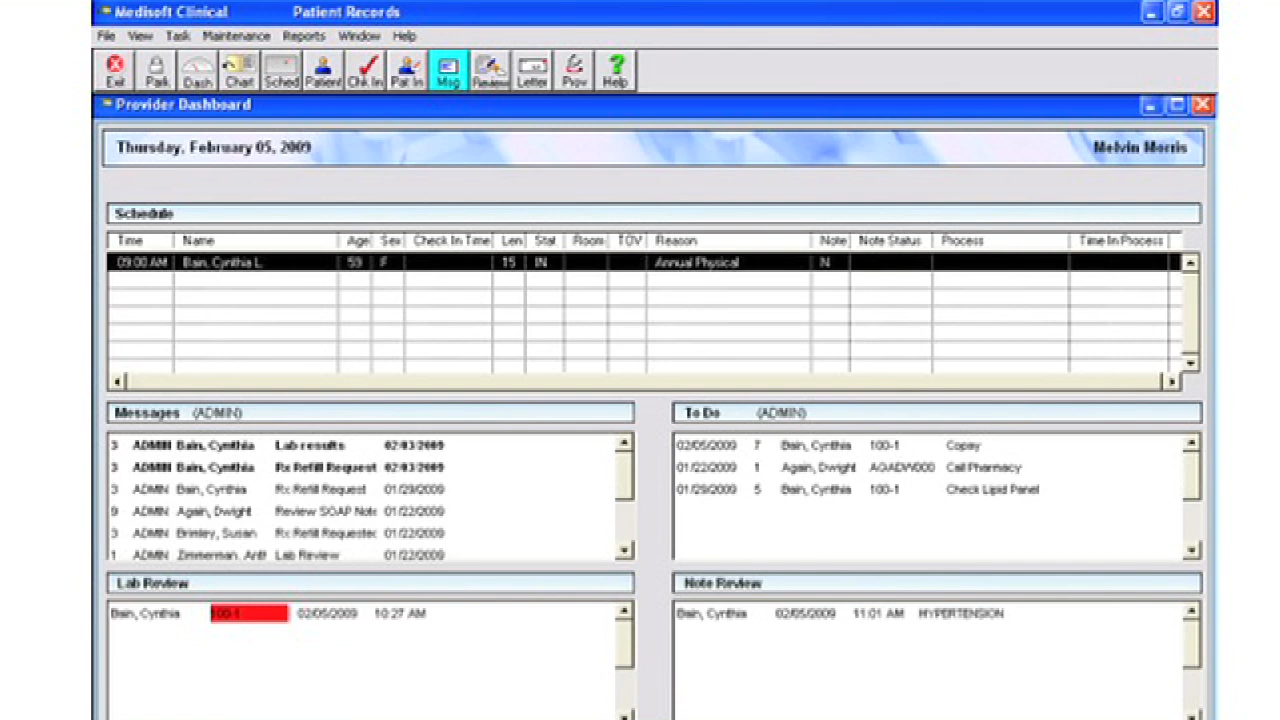 Medisoft Clinical Patient Records
File View Task Maintenance Reports Window Help
Exit Park Dash Chart Sched Patient Chk In Pat In Msg Review Letter Prov Help
Provider Dashboard
Thursday, February 05, 2009 Melvin Morris
Schedule
Time Name Age Sex Check In Time Len Stat Room TOV Reason Note Note Status Process Time In Process
09:00 AM Bain, Cynthia L. 59 F 15 IN Annual Physical N
Messages (ADMIN)
3 ADMIN Bain, Cynthia Lab results 02/03/2009
3 ADMIN Bain, Cynthia Rx Refill Request 02/03/2009
3 ADMIN Bain, Cynthia Rx Refill Request 01/29/2009
9 ADMIN Again, Dwight Review SOAP Note 01/22/2009
3 ADMIN Brimley, Susan Rx Refill Requested 01/22/2009
1 ADMIN Zimmerman, Anth Lab Review 01/22/2009
To Do (ADMIN)
02/05/2009 7 Bain, Cynthia 100-1 Copay
01/22/2009 1 Again, Dwight AGADW000 Call Pharmacy
01/29/2009 5 Bain, Cynthia 100-1 Check Lipid Panel
Lab Review
Bain, Cynthia 100-1 02/05/2009 10:27 AM
Note Review
Bain, Cynthia 02/05/2009 11:01 AM HYPERTENSION